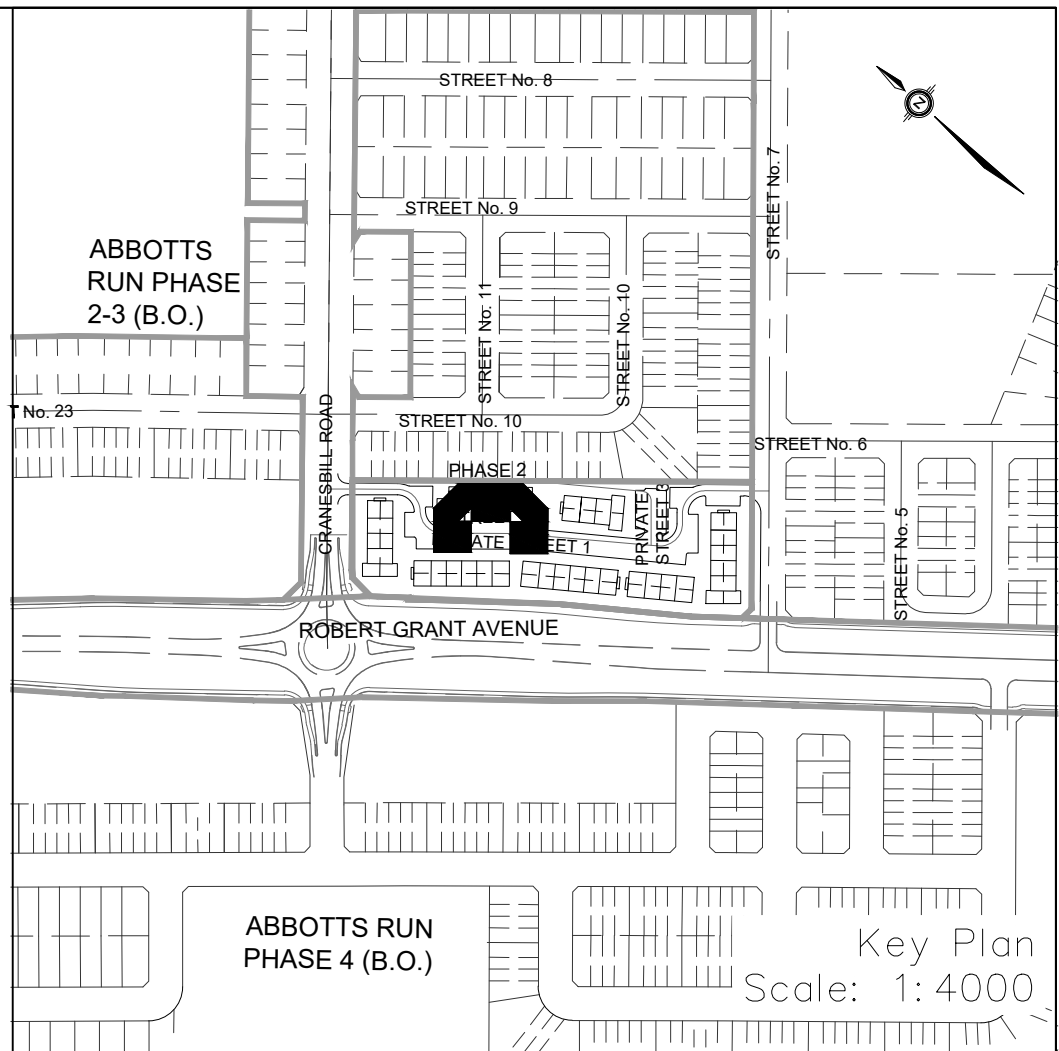 STREET No. 8
STREET No. 7
STREET No. 9
ABBOTTS
RUN PHASE
2-3 (B.O.)
STREET No. 11
STREET No. 10
CRANESBILL ROAD
T No. 23
STREET No. 10
STREET No. 6
PHASE 2
PRIVATE
STREET 3
STREET No. 5
ATE
EET 1
ROBERT GRANT AVENUE
ABBOTTS RUN
PHASE 4 (B.O.)
Key Plan
Scale: 1:4000
N